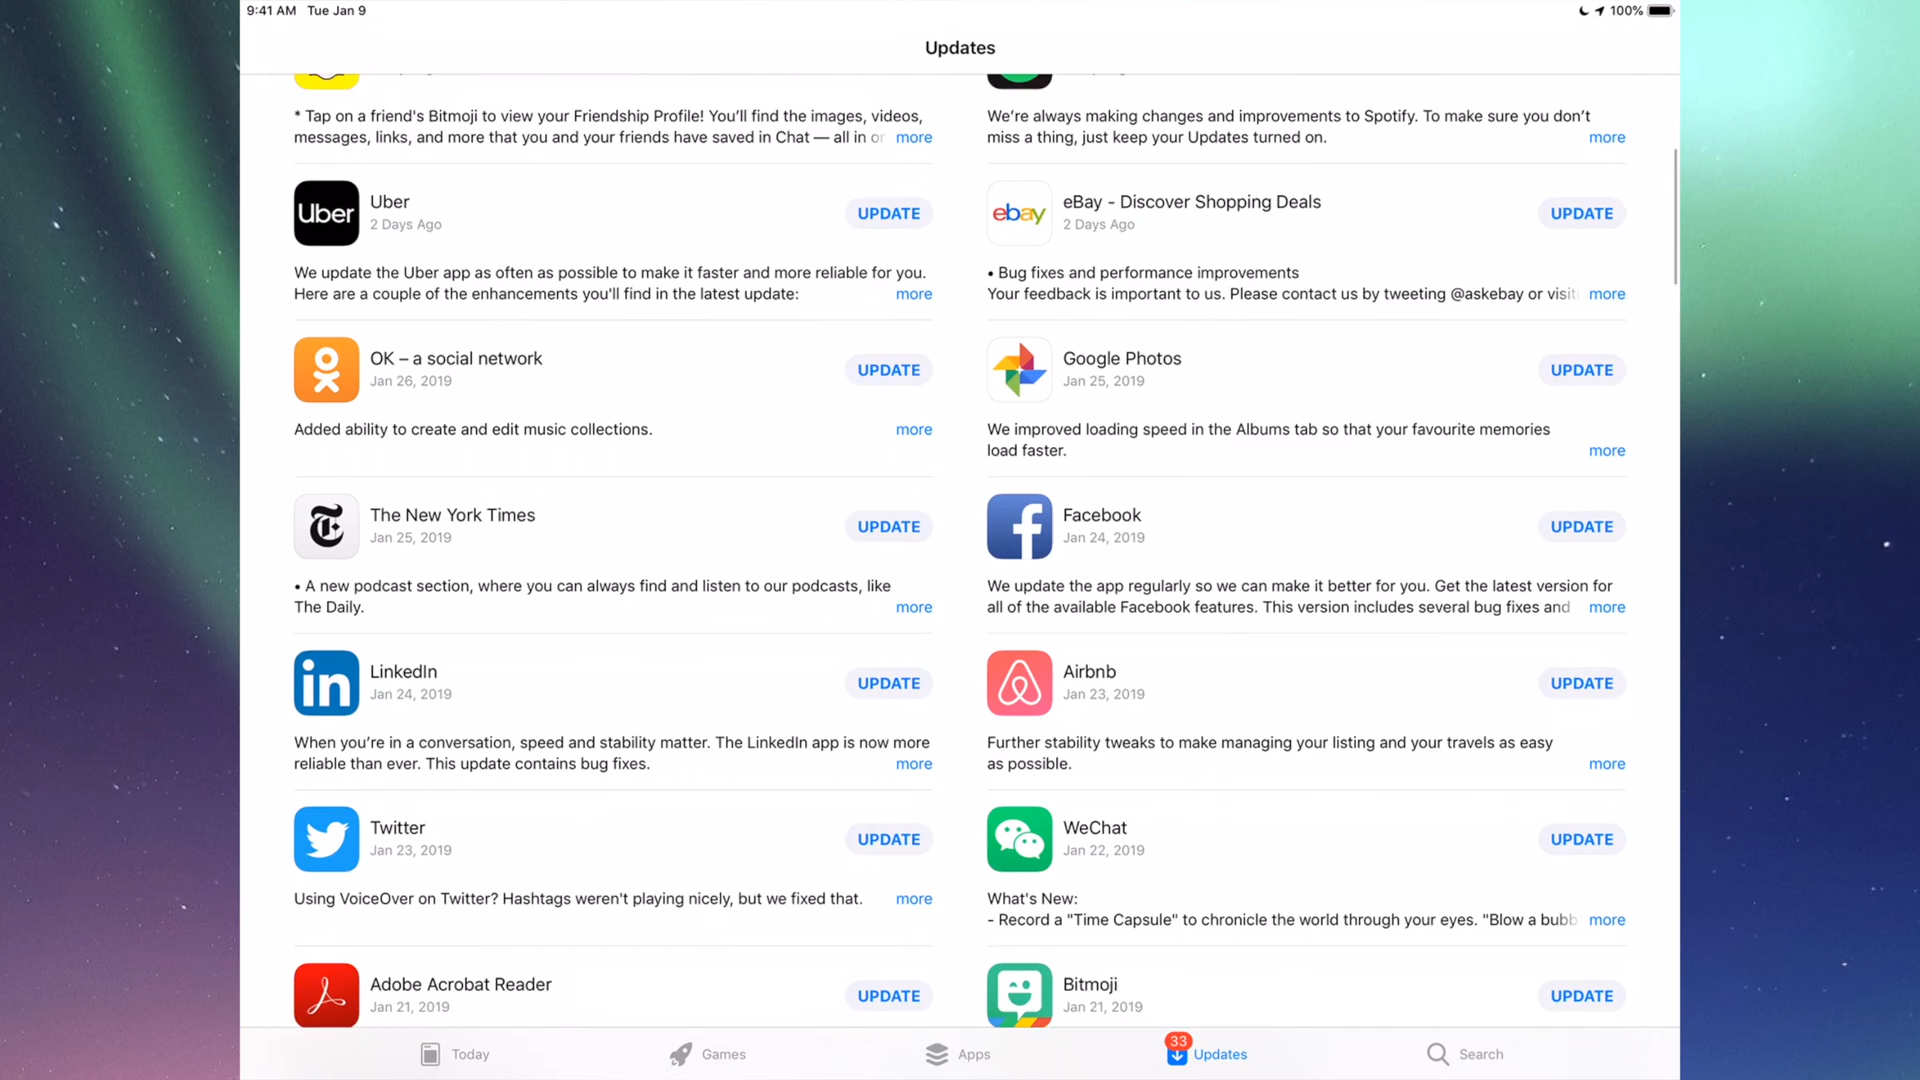 9:41 AM Tue Jan 9
100%
Updates
* Tap on a friend's Bitmoji to view your Friendship Profile! You'll find the images, videos,
messages, links, and more that you and your friends have saved in Chat — all in or more
We're always making changes and improvements to Spotify. To make sure you don't
miss a thing, just keep your Updates turned on. more
Uber
Uber
2 Days Ago
UPDATE
We update the Uber app as often as possible to make it faster and more reliable for you.
Here are a couple of the enhancements you'll find in the latest update: more
ebay
eBay - Discover Shopping Deals
2 Days Ago
UPDATE
• Bug fixes and performance improvements
Your feedback is important to us. Please contact us by tweeting @askebay or visit more
OK – a social network
Jan 26, 2019
UPDATE
Added ability to create and edit music collections. more
Google Photos
Jan 25, 2019
UPDATE
We improved loading speed in the Albums tab so that your favourite memories
load faster. more
The New York Times
Jan 25, 2019
UPDATE
• A new podcast section, where you can always find and listen to our podcasts, like
The Daily. more
Facebook
Jan 24, 2019
UPDATE
We update the app regularly so we can make it better for you. Get the latest version for
all of the available Facebook features. This version includes several bug fixes and more
in
LinkedIn
Jan 24, 2019
UPDATE
When you're in a conversation, speed and stability matter. The LinkedIn app is now more
reliable than ever. This update contains bug fixes. more
Airbnb
Jan 23, 2019
UPDATE
Further stability tweaks to make managing your listing and your travels as easy
as possible. more
Twitter
Jan 23, 2019
UPDATE
Using VoiceOver on Twitter? Hashtags weren't playing nicely, but we fixed that. more
WeChat
Jan 22, 2019
UPDATE
What's New:
- Record a "Time Capsule" to chronicle the world through your eyes. "Blow a bubb more
Adobe Acrobat Reader
Jan 21, 2019
UPDATE
Bitmoji
Jan 21, 2019
UPDATE
Today
Games
Apps
33
Updates
Search